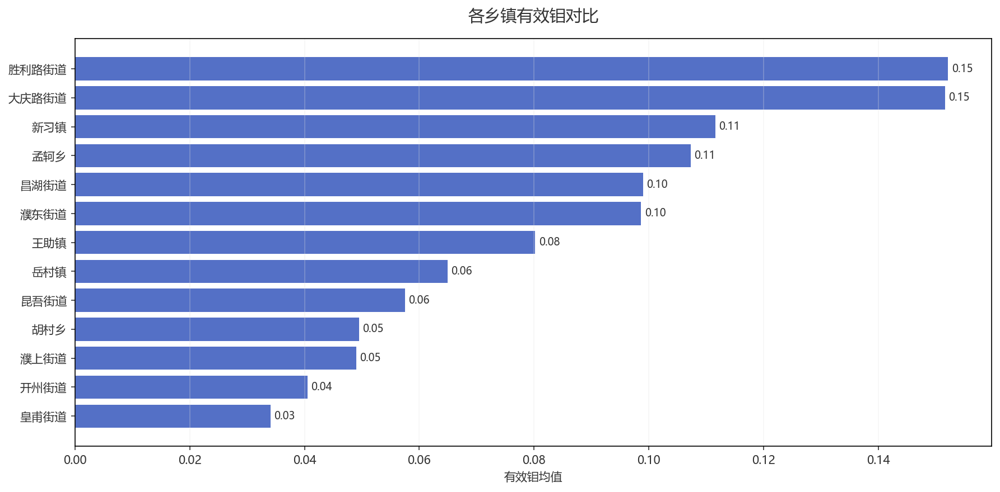 各乡镇有效钼对比
胜利路街道 0.15
大庆路街道 0.15
新习镇 0.11
孟轲乡 0.11
昌湖街道 0.10
濮东街道 0.10
王助镇 0.08
岳村镇 0.06
昆吾街道 0.06
胡村乡 0.05
濮上街道 0.05
开州街道 0.04
皇甫街道 0.03
0.00 0.02 0.04 0.06 0.08 0.10 0.12 0.14
有效钼均值